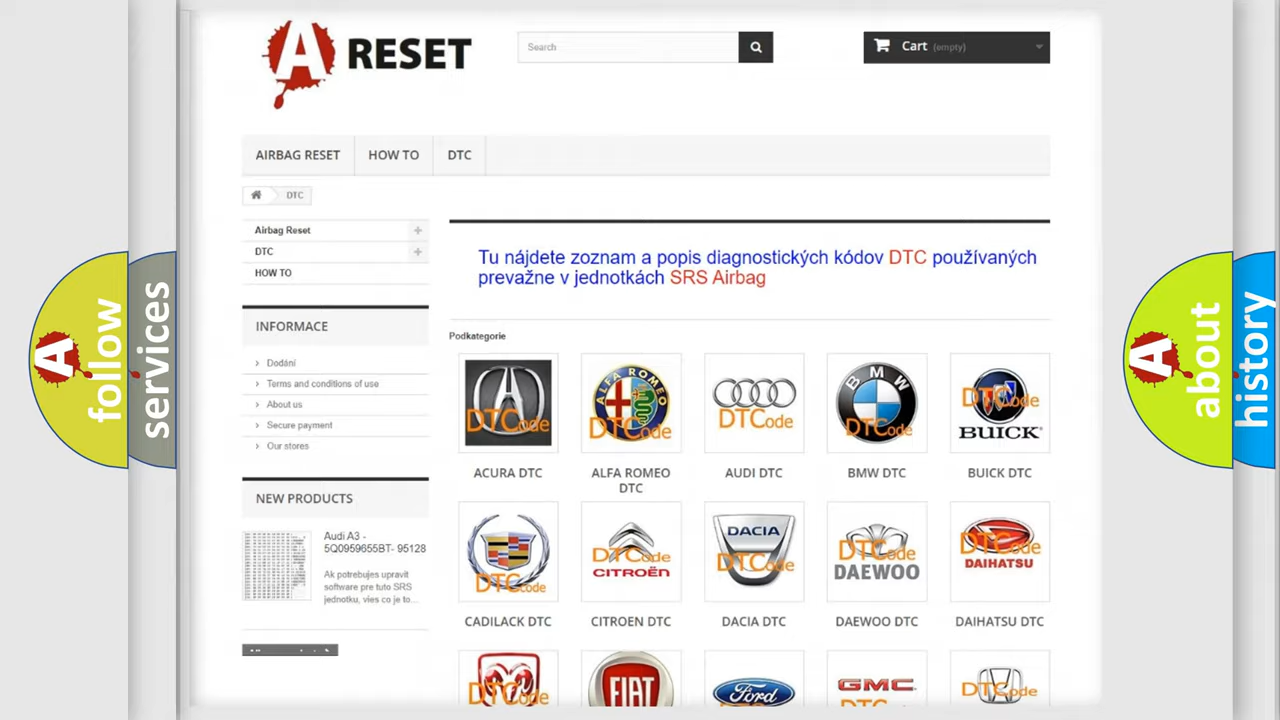 A RESET
Search
Cart (empty)
AIRBAG RESET
HOW TO
DTC
DTC
Airbag Reset
DTC
HOW TO
INFORMACE
Dodání
Terms and conditions of use
About us
Secure payment
Our stores
NEW PRODUCTS
Audi A3 -
5Q0959655BT- 95128
Ak potrebujes upravit
software pre tuto SRS
jednotku, vies co je to...
Tu nájdete zoznam a popis diagnostických kódov DTC používaných
prevažne v jednotkách SRS Airbag
Podkategorie
DTCode
ALFA ROMEO
DTCode
DTCode
BMW
DTCode
DTCode
BUICK
ACURA DTC
ALFA ROMEO
DTC
AUDI DTC
BMW DTC
BUICK DTC
DTCode
DTCode
CITROËN
DACIA
DTCode
DTCode
DAEWOO
DTCode
DAIHATSU
CADILACK DTC
CITROEN DTC
DACIA DTC
DAEWOO DTC
DAIHATSU DTC
DTCode
FIAT
Ford
GMC
DTCode
A follow
services
A about
history